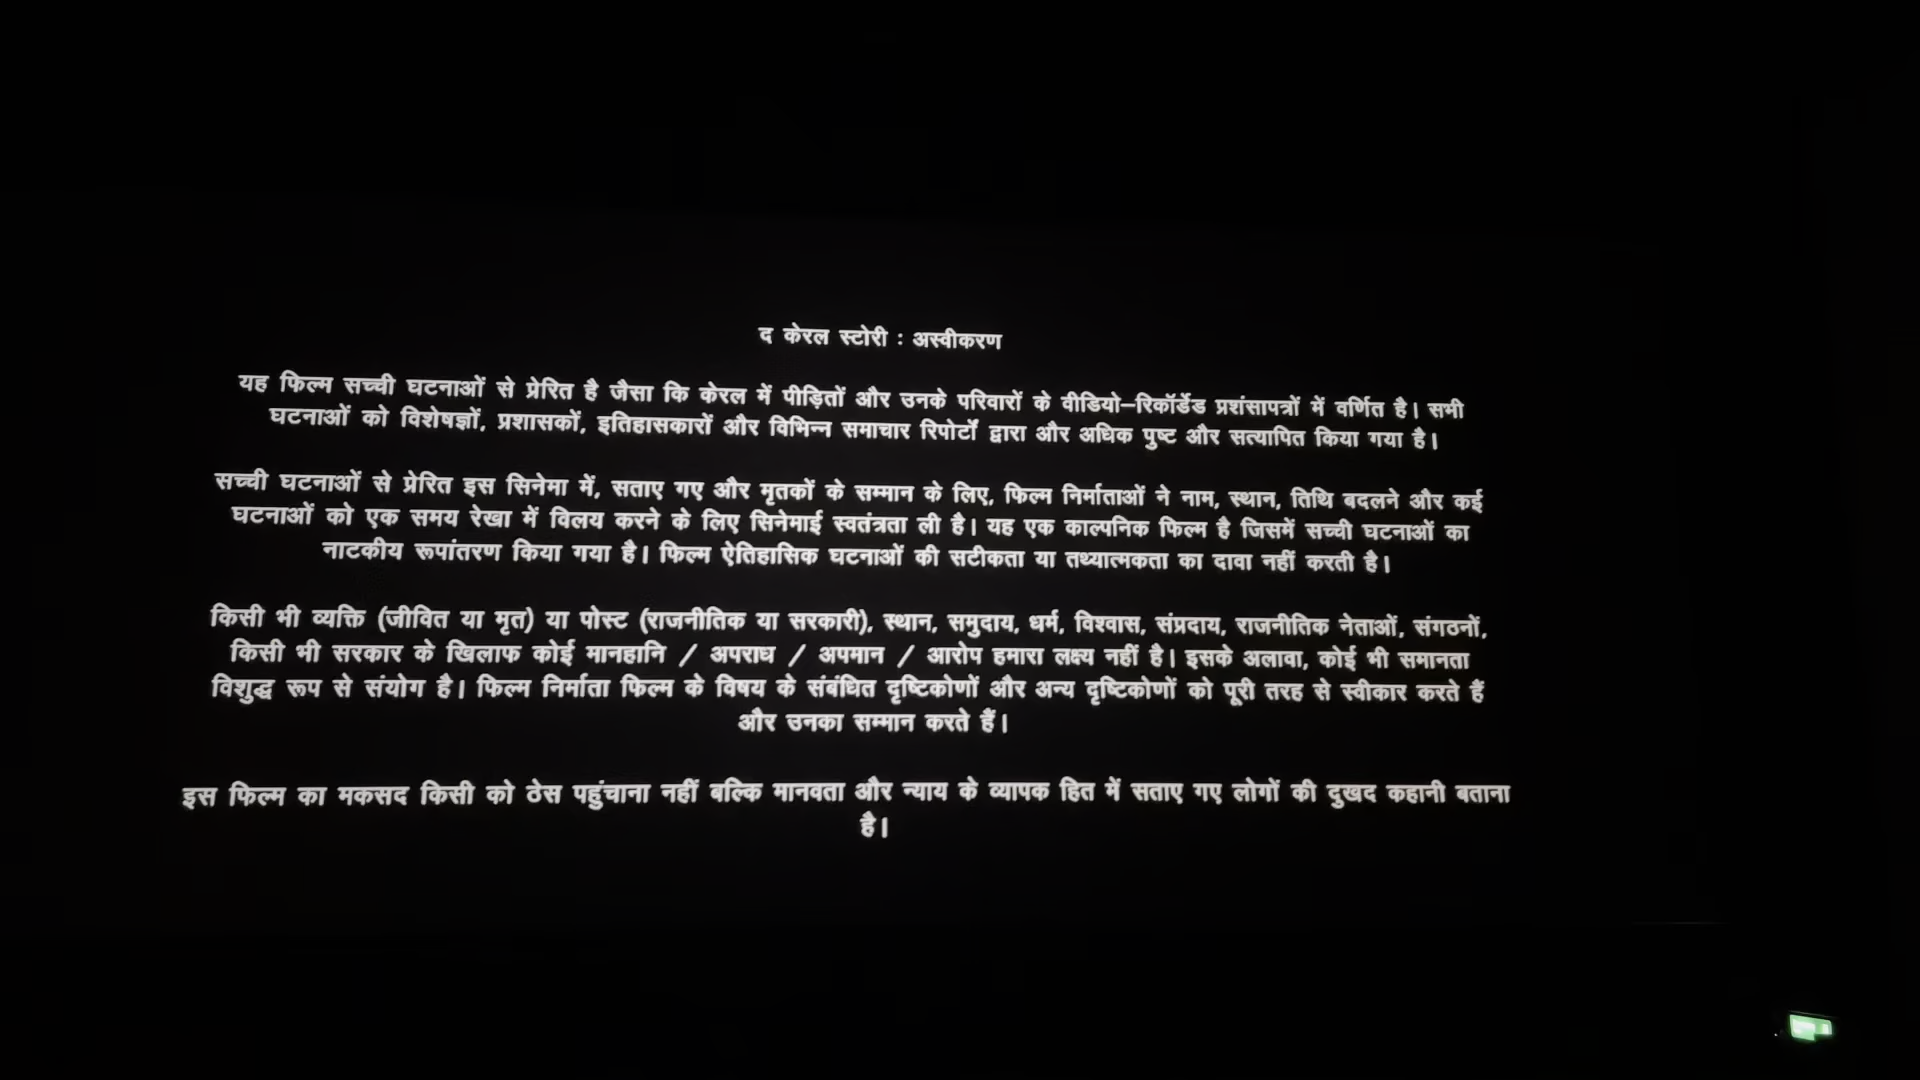 द केरल स्टोरी : अस्वीकरण
यह फिल्म सच्ची घटनाओं से प्रेरित है जैसा कि केरल में पीड़ितों और उनके परिवारों के वीडियो–रिकॉर्डेड प्रशंसापत्रों में वर्णित है। सभी
घटनाओं को विशेषज्ञों, प्रशासकों, इतिहासकारों और विभिन्न समाचार रिपोर्टों द्वारा और अधिक पुष्ट और सत्यापित किया गया है।
सच्ची घटनाओं से प्रेरित इस सिनेमा में, सताए गए और मृतकों के सम्मान के लिए, फिल्म निर्माताओं ने नाम, स्थान, तिथि बदलने और कई
घटनाओं को एक समय रेखा में विलय करने के लिए सिनेमाई स्वतंत्रता ली है। यह एक काल्पनिक फिल्म है जिसमें सच्ची घटनाओं का
नाटकीय रूपांतरण किया गया है। फिल्म ऐतिहासिक घटनाओं की सटीकता या तथ्यात्मकता का दावा नहीं करती है।
किसी भी व्यक्ति (जीवित या मृत) या पोस्ट (राजनीतिक या सरकारी), स्थान, समुदाय, धर्म, विश्वास, संप्रदाय, राजनीतिक नेताओं, संगठनों,
किसी भी सरकार के खिलाफ कोई मानहानि / अपराध / अपमान / आरोप हमारा लक्ष्य नहीं है। इसके अलावा, कोई भी समानता
विशुद्ध रूप से संयोग है। फिल्म निर्माता फिल्म के विषय के संबंधित दृष्टिकोणों और अन्य दृष्टिकोणों को पूरी तरह से स्वीकार करते हैं
और उनका सम्मान करते हैं।
इस फिल्म का मकसद किसी को ठेस पहुंचाना नहीं बल्कि मानवता और न्याय के व्यापक हित में सताए गए लोगों की दुखद कहानी बताना
है।